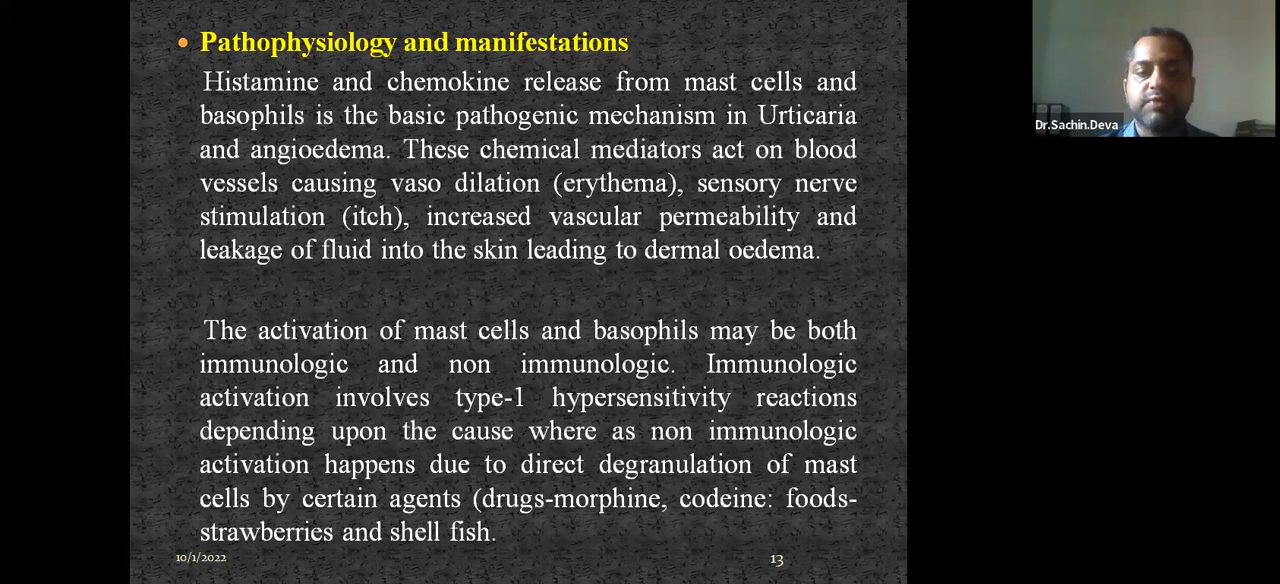 Pathophysiology and manifestations
Histamine and chemokine release from mast cells and
basophils is the basic pathogenic mechanism in Urticaria
and angioedema. These chemical mediators act on blood
vessels causing vaso dilation (erythema), sensory nerve
stimulation (itch), increased vascular permeability and
leakage of fluid into the skin leading to dermal oedema.
The activation of mast cells and basophils may be both
immunologic and non immunologic. Immunologic
activation involves type-1 hypersensitivity reactions
depending upon the cause where as non immunologic
activation happens due to direct degranulation of mast
cells by certain agents (drugs-morphine, codeine: foods-
strawberries and shell fish.
10/1/2022
13
Dr.Sachin.Deva